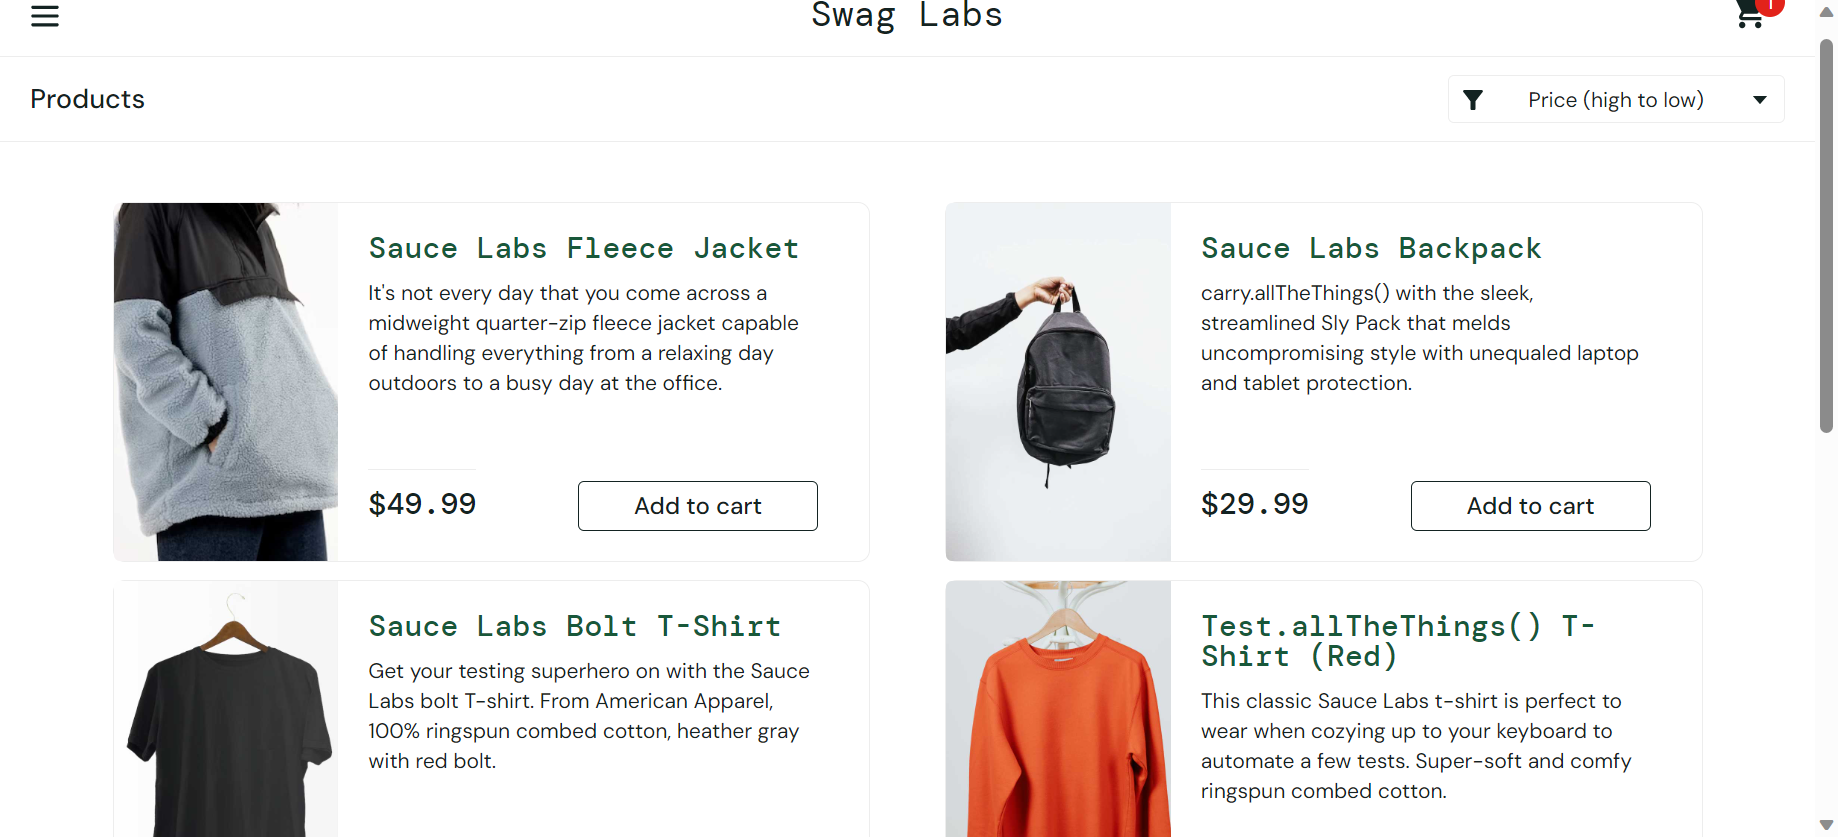 Swag Labs
1
Products
Price (high to low)
Sauce Labs Fleece Jacket
It's not every day that you come across a
midweight quarter-zip fleece jacket capable
of handling everything from a relaxing day
outdoors to a busy day at the office.
$49.99
Add to cart
Sauce Labs Backpack
carry.allTheThings() with the sleek,
streamlined Sly Pack that melds
uncompromising style with unequaled laptop
and tablet protection.
$29.99
Add to cart
Sauce Labs Bolt T-Shirt
Get your testing superhero on with the Sauce
Labs bolt T-shirt. From American Apparel,
100% ringspun combed cotton, heather gray
with red bolt.
Test.allTheThings() T-
Shirt (Red)
This classic Sauce Labs t-shirt is perfect to
wear when cozying up to your keyboard to
automate a few tests. Super-soft and comfy
ringspun combed cotton.